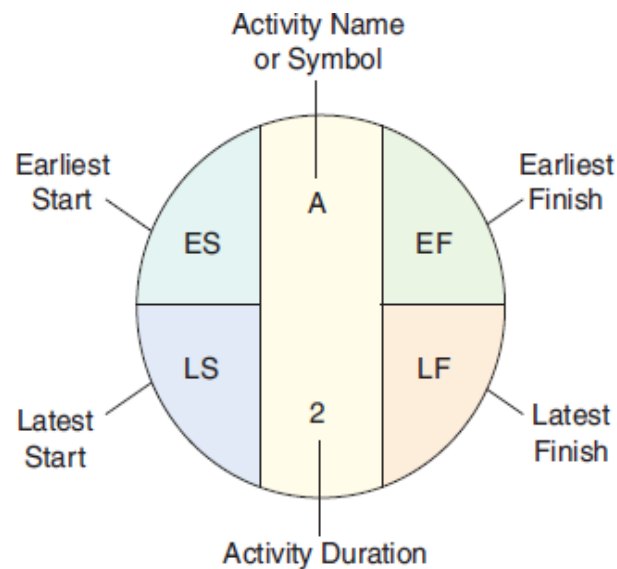 Activity Name
or Symbol
Earliest
Start
Earliest
Finish
A
ES
EF
LS
LF
2
Latest
Start
Latest
Finish
Activity Duration